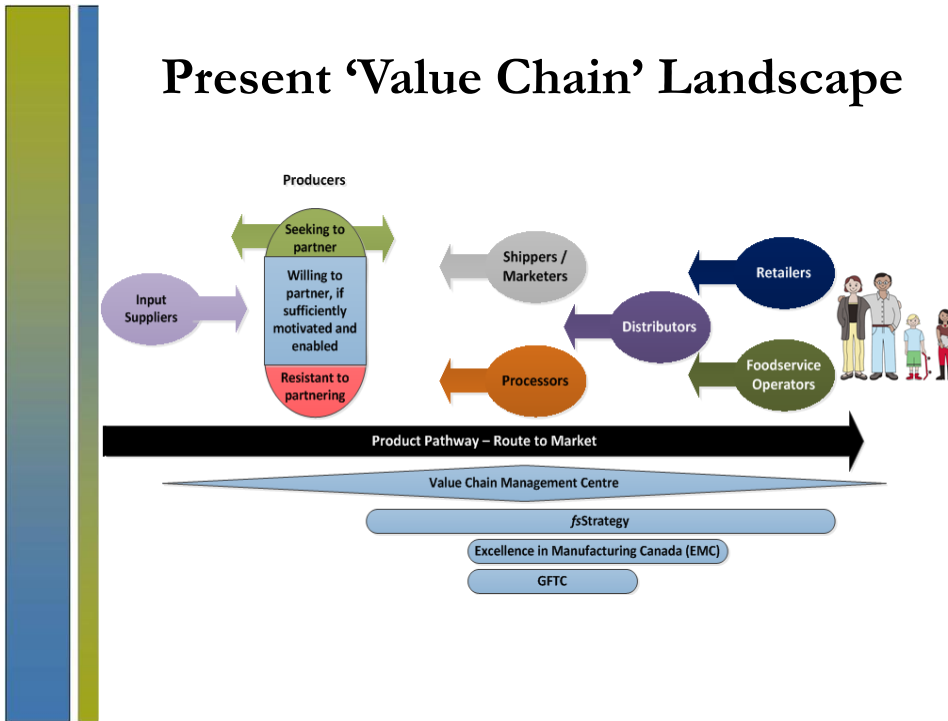 Present ‘Value Chain’ Landscape
Producers
Seeking to
partner
Willing to
partner, if
sufficiently
motivated and
enabled
Resistant to
partnering
Input
Suppliers
Shippers /
Marketers
Processors
Distributors
Retailers
Foodservice
Operators
Product Pathway – Route to Market
Value Chain Management Centre
fsStrategy
Excellence in Manufacturing Canada (EMC)
GFTC